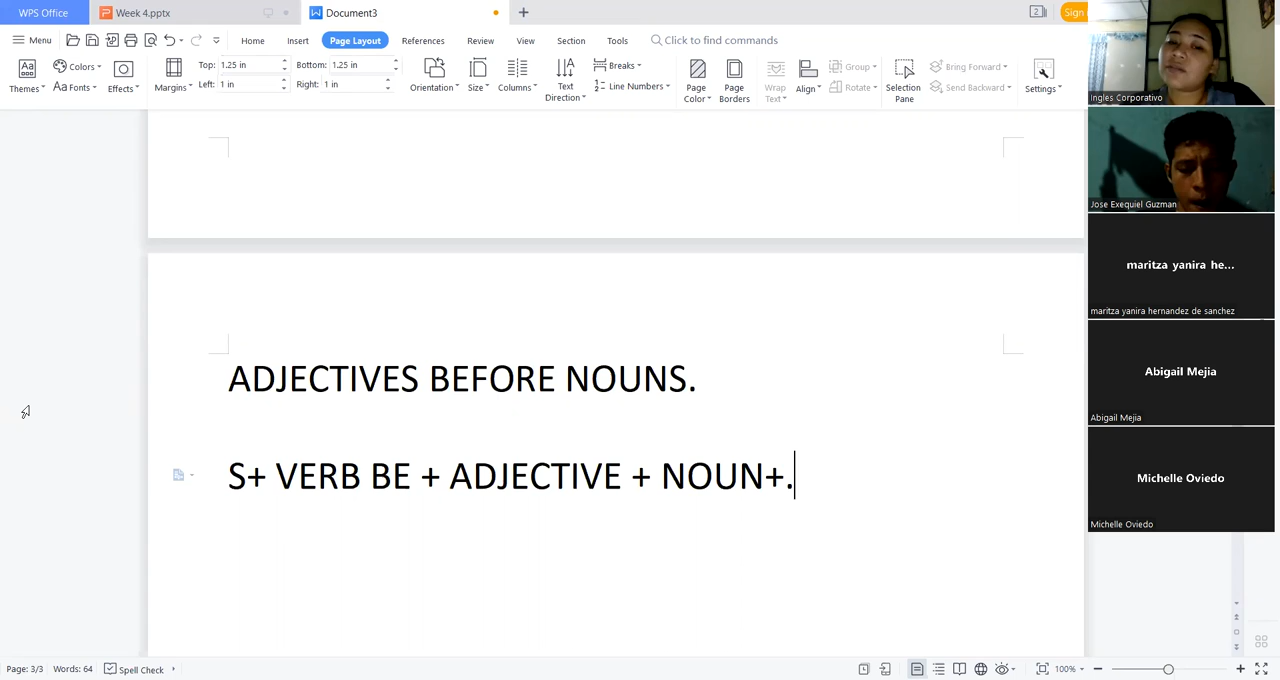 WPS Office Week 4.pptx Document3 2 Sign
Menu Home Insert Page Layout References Review View Section Tools Click to find commands
Themes Colors Fonts Effects Margins Top: 1.25 in Bottom: 1.25 in Left: 1 in Right: 1 in Orientation Size Columns Text Direction Breaks Line Numbers Page Color Page Borders Wrap Text Align Group Rotate Selection Pane Bring Forward Send Backward Settings
Ingles Corporativo
Jose Exequiel Guzman
maritza yanira he...
maritza yanira hernandez de sanchez
Abigail Mejia
Abigail Mejia
Michelle Oviedo
Michelle Oviedo
ADJECTIVES BEFORE NOUNS.
S+ VERB BE + ADJECTIVE + NOUN+.
Page: 3/3 Words: 64 Spell Check 100%